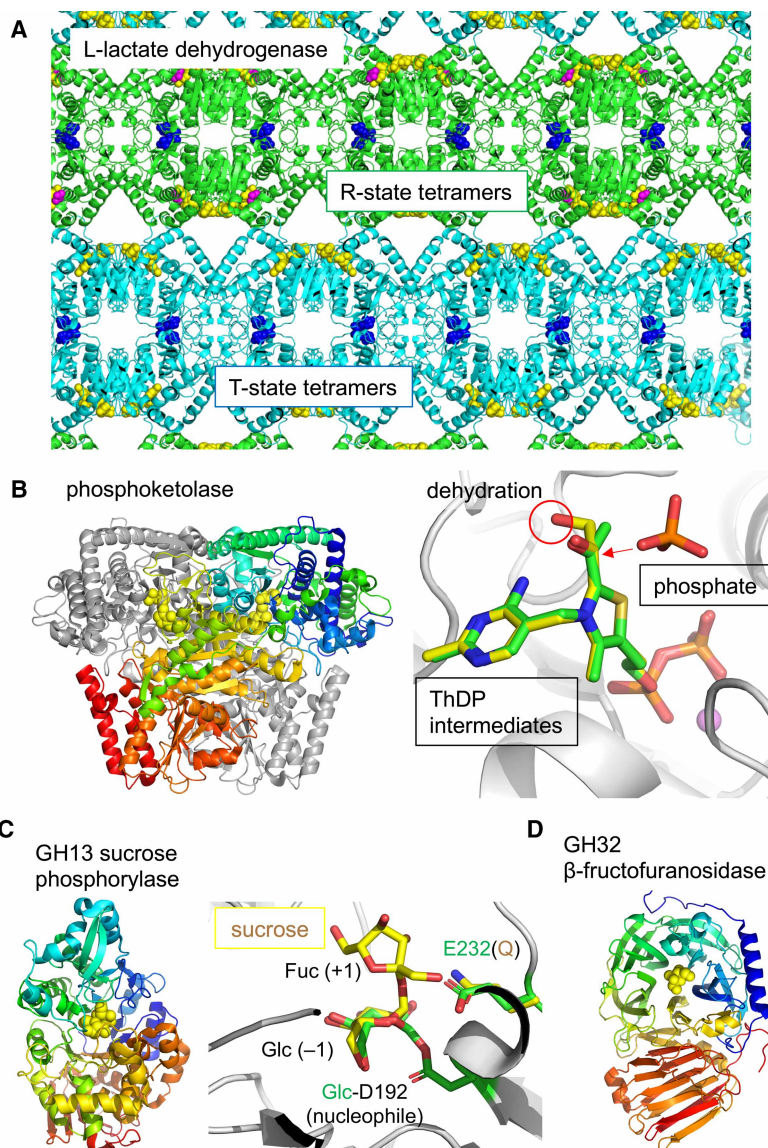 A
L-lactate dehydrogenase
R-state tetramers
T-state tetramers
B
phosphoketolase
dehydration
phosphate
ThDP
intermediates
C
GH13 sucrose
phosphorylase
sucrose
E232(Q)
Fuc (+1)
Glc (–1)
Glc-D192
(nucleophile)
D
GH32
β-fructofuranosidase